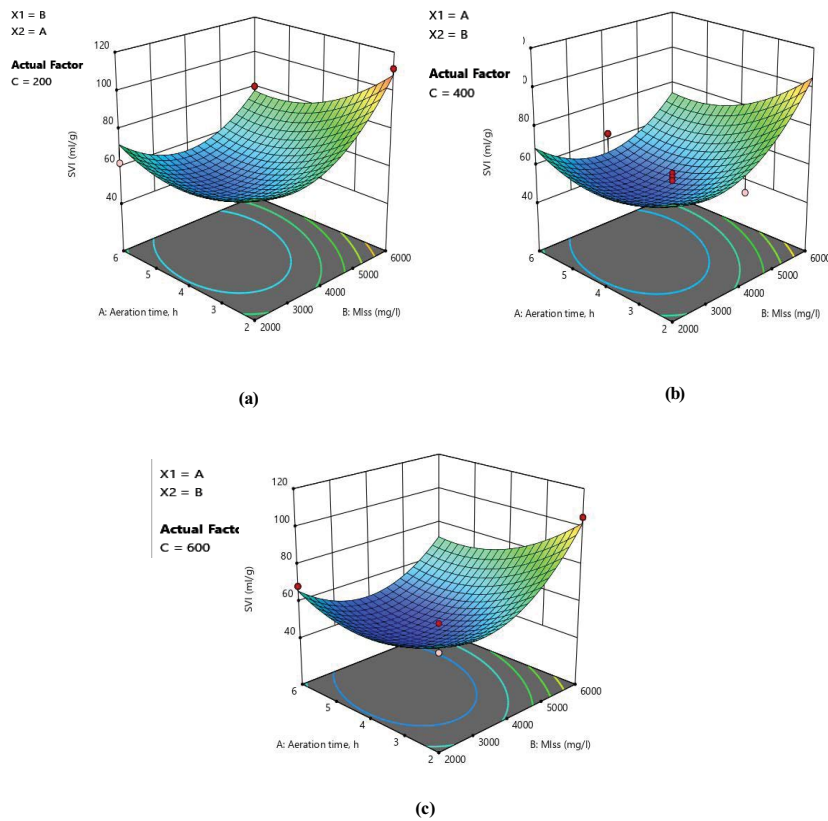 X1 = B
X2 = A
Actual Factor
C = 200
120
100
80
60
40
SVI (ml/g)
6
5
4
3
2
2000
3000
4000
5000
6000
A: Aeration time, h
B: Mlss (mg/l)
(a)
X1 = A
X2 = B
Actual Factor
C = 400
)
0
80
60
40
SVI (ml/g)
6
5
4
3
2
2000
3000
4000
5000
6000
A: Aeration time, h
B: Mlss (mg/l)
(b)
X1 = A
X2 = B
Actual Facto
C = 600
120
100
80
60
40
SVI (ml/g)
6
5
4
3
2
2000
3000
4000
5000
6000
A: Aeration time, h
B: Mlss (mg/l)
(c)